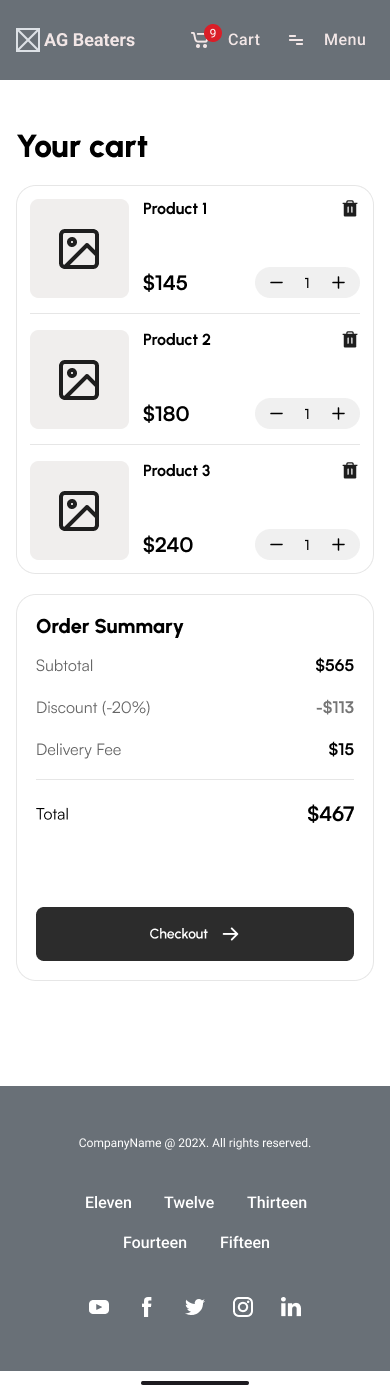 AG Beaters
9
Cart
Menu
Your cart
Product 1
$145
1
Product 2
$180
1
Product 3
$240
1
Order Summary
Subtotal $565
Discount (-20%) -$113
Delivery Fee $15
Total $467
Checkout
CompanyName @ 202X. All rights reserved.
Eleven Twelve Thirteen
Fourteen Fifteen